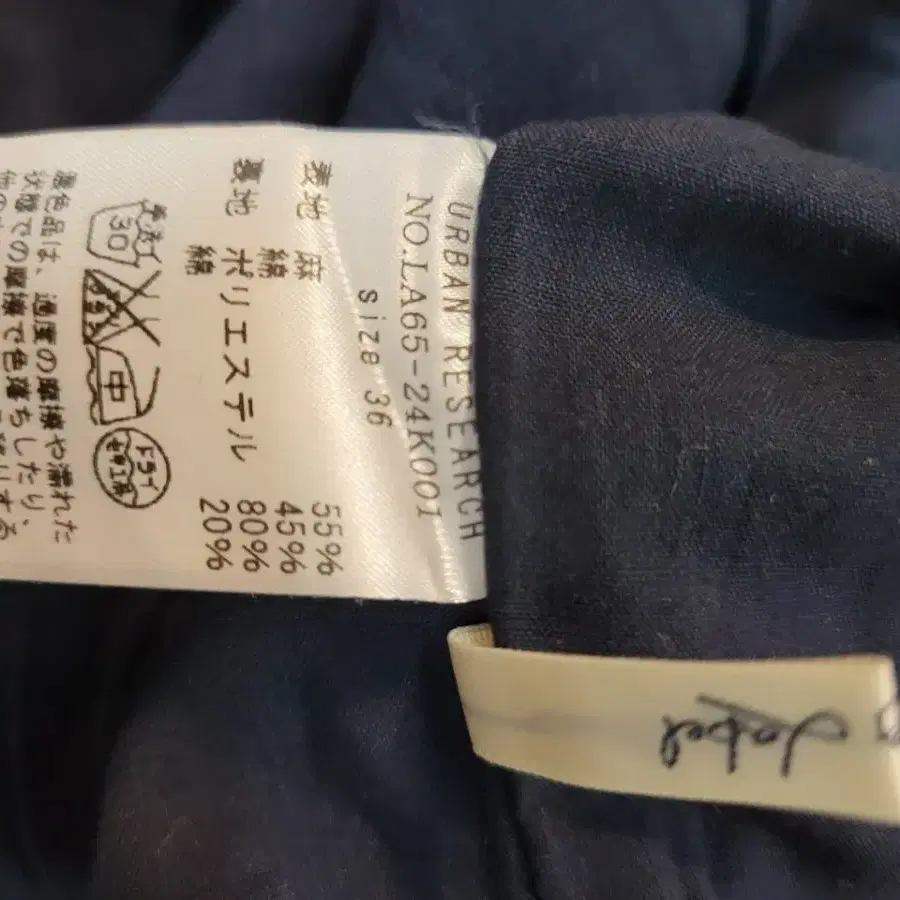 URBAN RESEARCH
NO.LA65-24K001
size 36
表地 麻 55%
綿 45%
裏地 ポリエステル 80%
綿 20%
30
中
ドライ
濃色品は、過度の摩擦や濡れた
状態での摩擦で色落ちしたり、
Label